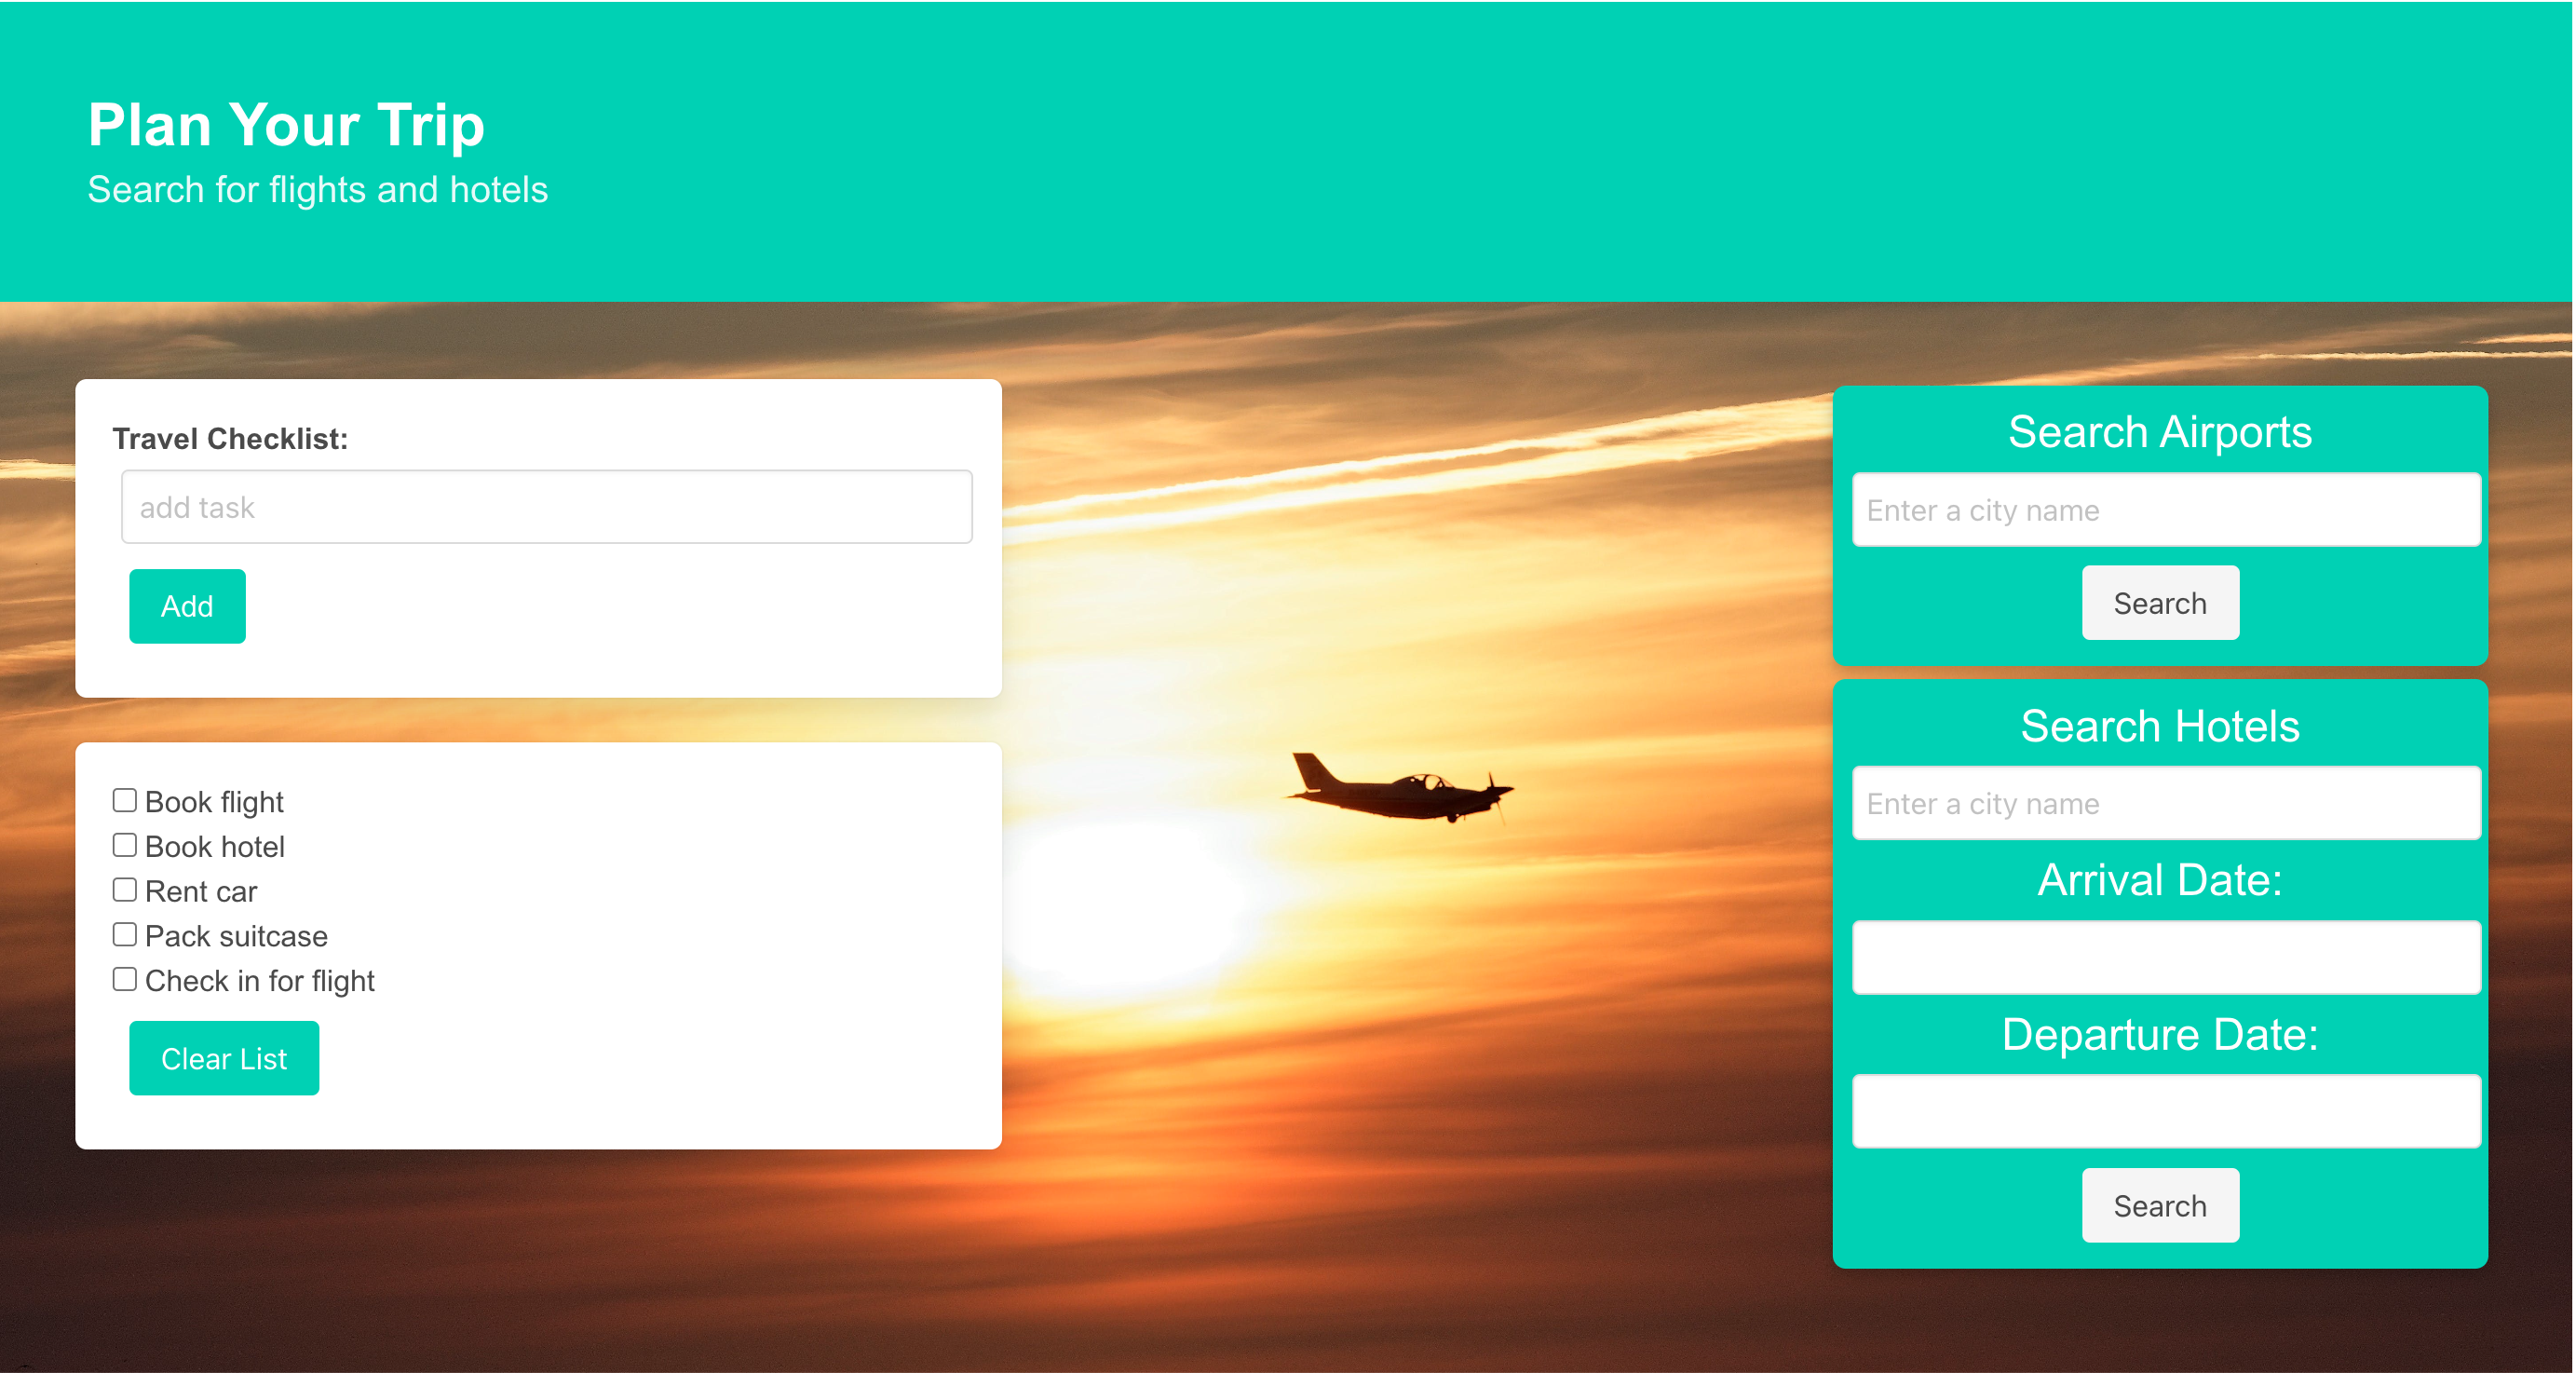 Plan Your Trip
Search for flights and hotels
Travel Checklist:
add task
Add
Book flight
Book hotel
Rent car
Pack suitcase
Check in for flight
Clear List
Search Airports
Enter a city name
Search
Search Hotels
Enter a city name
Arrival Date:
Departure Date:
Search